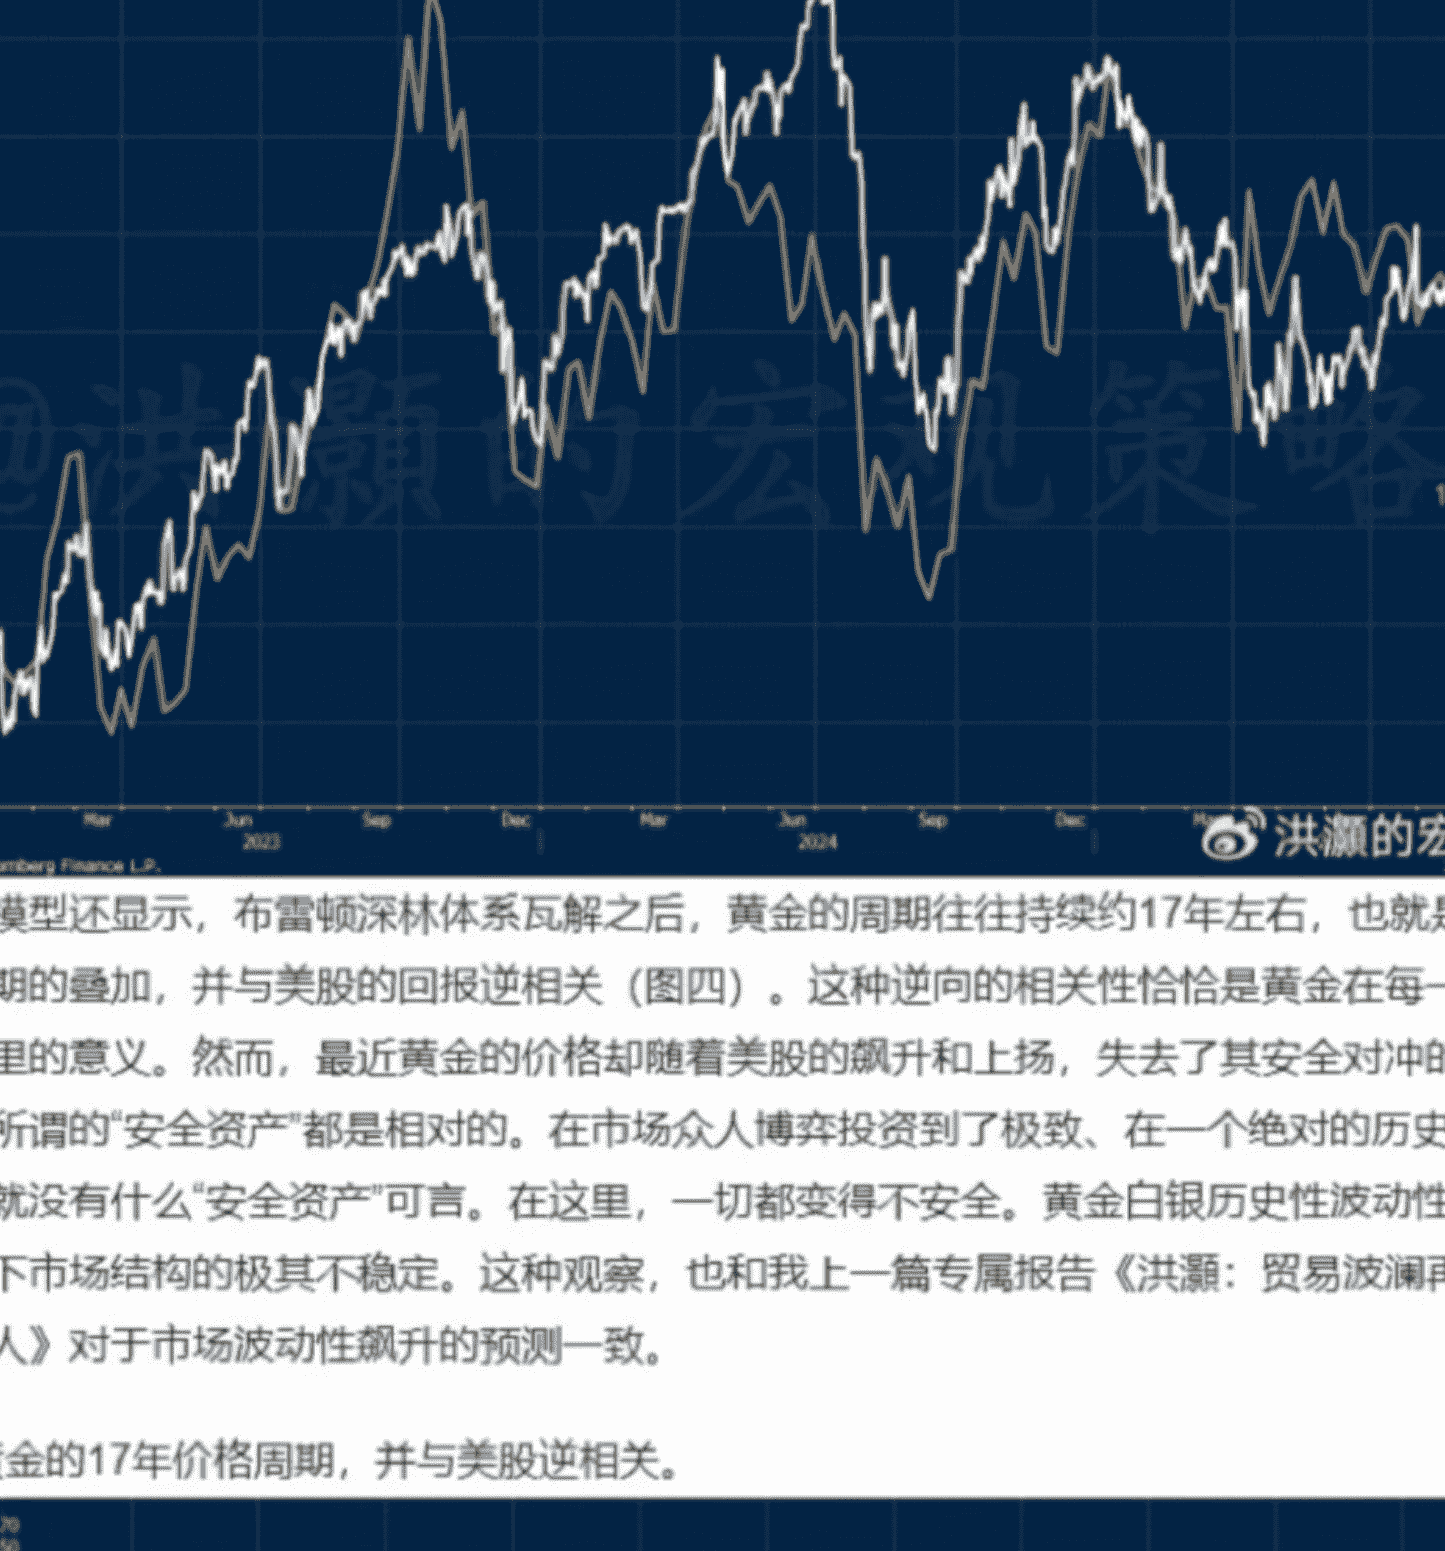 @洪灏的宏观策略
1
Mar Jun Sep Dec Mar Jun Sep Dec
2023 2024
洪灏的宏
omberg Finance L.P.
模型还显示，布雷顿深林体系瓦解之后，黄金的周期往往持续约17年左右，也就是
期的叠加，并与美股的回报逆相关（图四）。这种逆向的相关性恰恰是黄金在每一
里的意义。然而，最近黄金的价格却随着美股的飙升和上扬，失去了其安全对冲的
所谓的“安全资产”都是相对的。在市场众人博弈投资到了极致、在一个绝对的历史
就没有什么“安全资产”可言。在这里，一切都变得不安全。黄金白银历史性波动性
下市场结构的极其不稳定。这种观察，也和我上一篇专属报告《洪灏：贸易波澜再
人》对于市场波动性飙升的预测一致。
金的17年价格周期，并与美股逆相关。
70
50